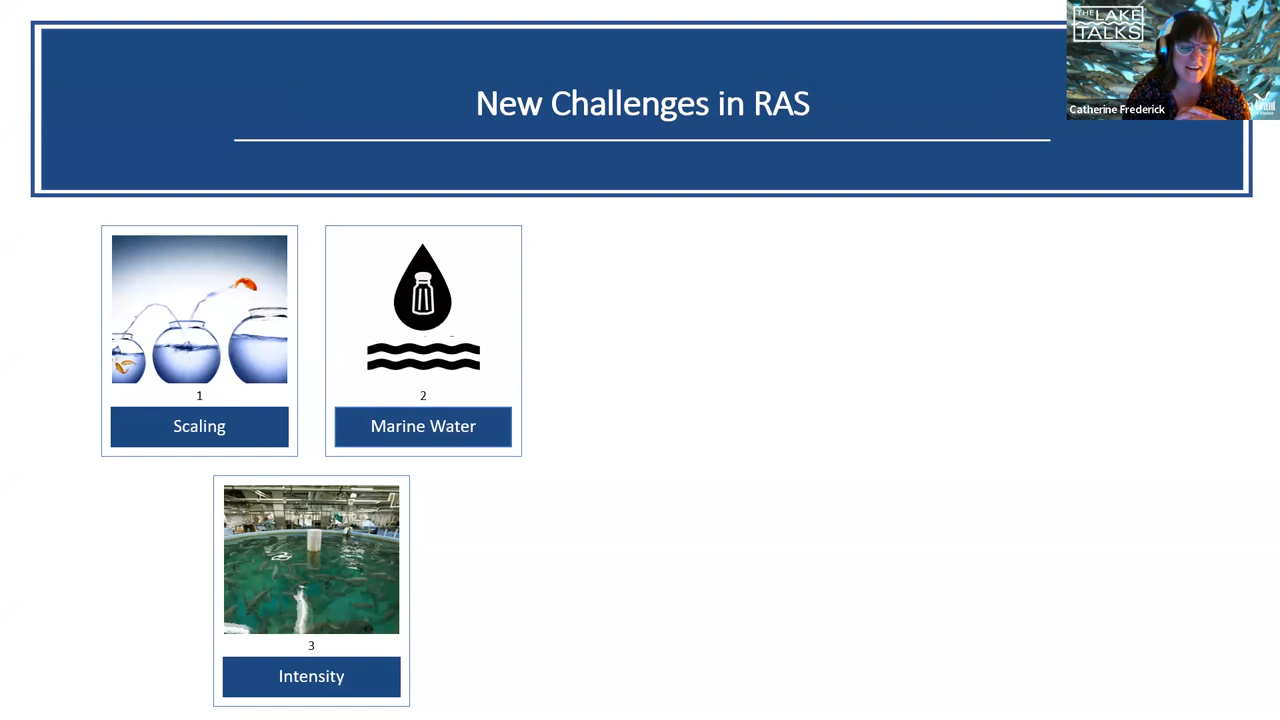 New Challenges in RAS
THE LAKE
TALKS
Catherine Frederick
1
Scaling
2
Marine Water
3
Intensity